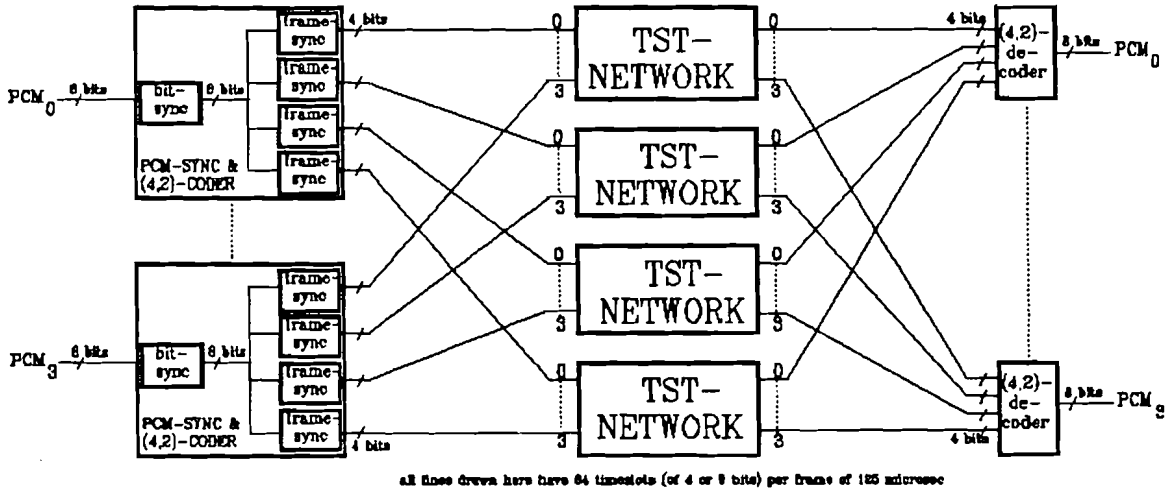 frame-
sync
4 bits
frame-
sync
PCM0
8 bits
bit-
sync
8 bits
frame-
sync
PCM-SYNC &
(4,2)-CODER
frame-
sync
frame-
sync
frame-
sync
PCM3
8 bits
bit-
sync
8 bits
frame-
sync
PCM-SYNC &
(4,2)-CODER
frame-
sync
4 bits
0
TST-
NETWORK
3
0
3
0
TST-
NETWORK
3
0
3
0
TST-
NETWORK
3
0
3
0
TST-
NETWORK
3
0
3
4 bits
(4,2)-
de-
coder
8 bits
PCM0
(4,2)-
de-
coder
4 bits
8 bits
PCM
all lines drawn here have 64 timeslots (of 4 or 8 bits) per frame of 125 microsec